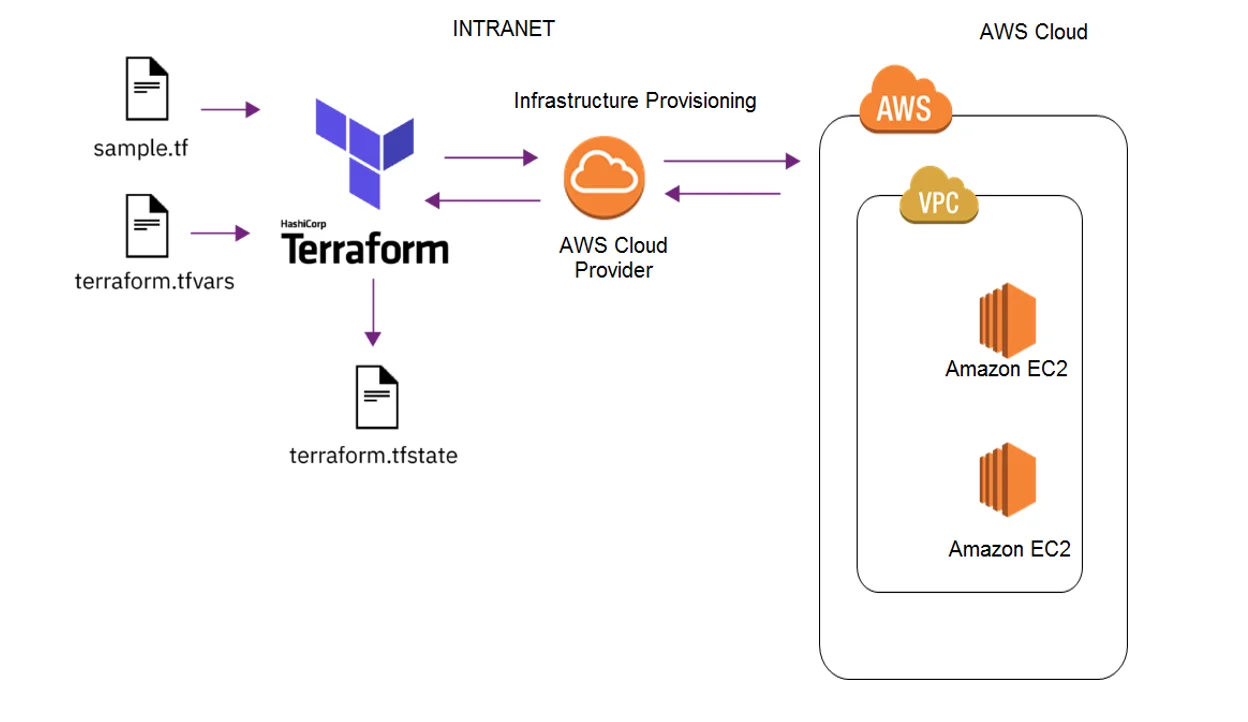 INTRANET
AWS Cloud
Infrastructure Provisioning
AWS
sample.tf
VPC
HashiCorp
Terraform
AWS Cloud
Provider
terraform.tfvars
Amazon EC2
terraform.tfstate
Amazon EC2